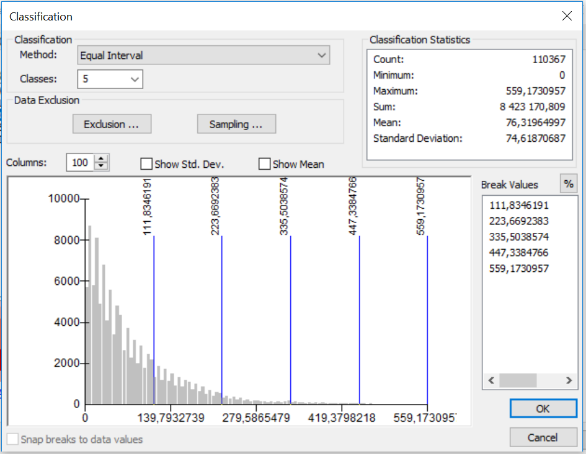 Classification
Classification
Method: Equal Interval
Classes: 5
Data Exclusion
Exclusion ... Sampling ...
Classification Statistics
Count: 110367
Minimum: 0
Maximum: 559,1730957
Sum: 8 423 170,809
Mean: 76,31964997
Standard Deviation: 74,61870687
Columns: 100 Show Std. Dev. Show Mean
111,8346191 223,6692383 335,5038574 447,3384766 559,1730957
10000
8000
6000
4000
2000
0
0 139,7932739 279,5865479 419,3798218 559,173095
Break Values %
111,8346191
223,6692383
335,5038574
447,3384766
559,1730957
Snap breaks to data values
OK
Cancel